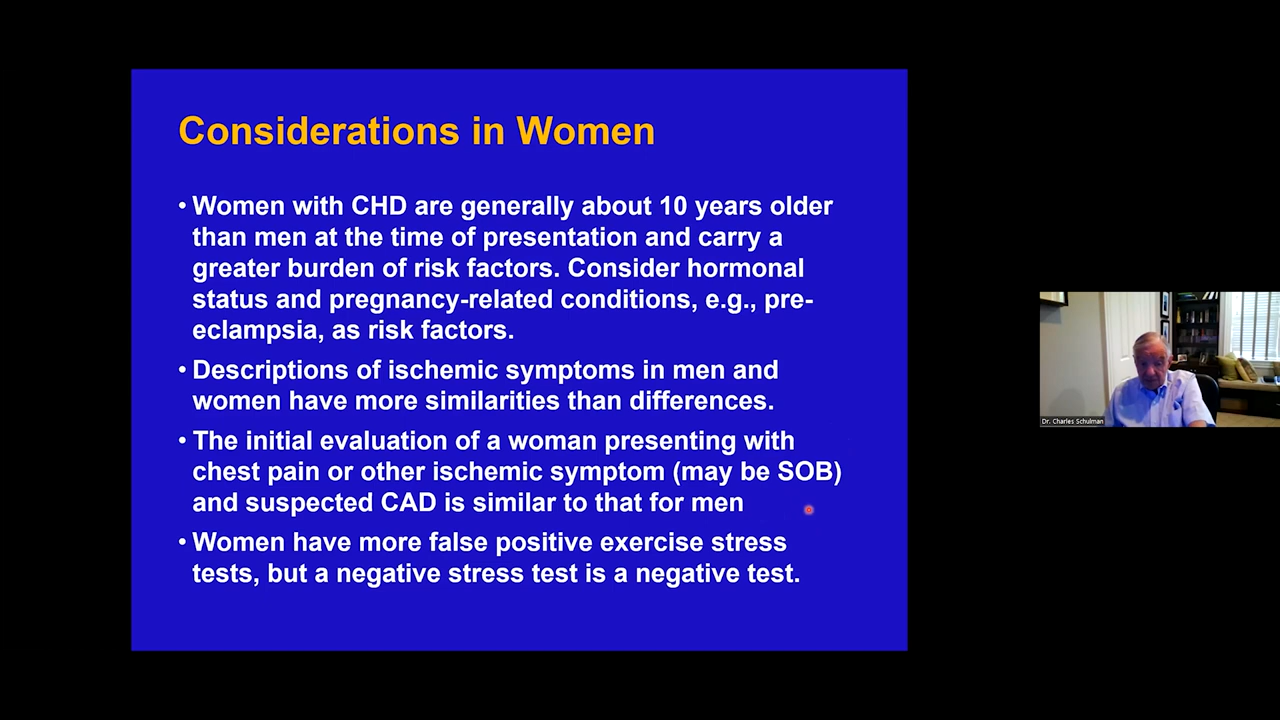 Considerations in Women
• Women with CHD are generally about 10 years older
than men at the time of presentation and carry a
greater burden of risk factors. Consider hormonal
status and pregnancy-related conditions, e.g., pre-
eclampsia, as risk factors.
• Descriptions of ischemic symptoms in men and
women have more similarities than differences.
• The initial evaluation of a woman presenting with
chest pain or other ischemic symptom (may be SOB)
and suspected CAD is similar to that for men
• Women have more false positive exercise stress
tests, but a negative stress test is a negative test.
Dr. Charles Schulman